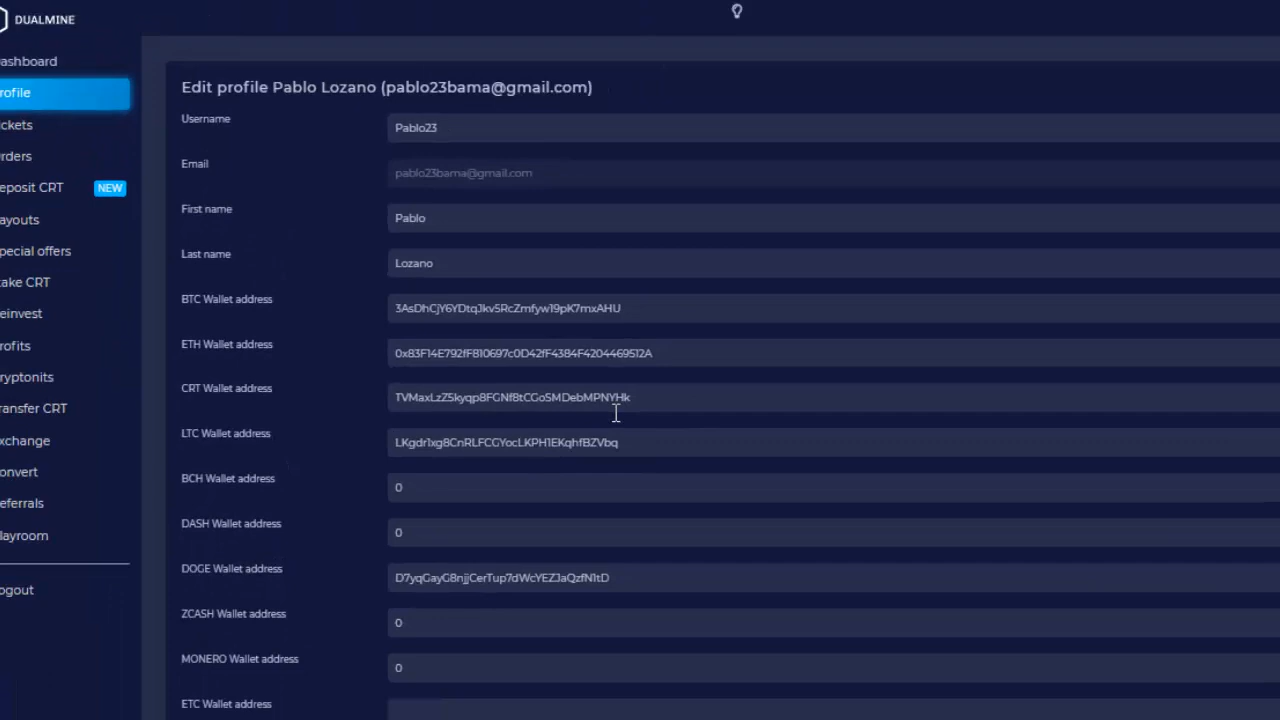 DUALMINE
ashboard
rofile
ickets
rders
eposit CRT NEW
ayouts
pecial offers
take CRT
einvest
rofits
ryptonits
ransfer CRT
xchange
onvert
eferrals
layroom
ogout
Edit profile Pablo Lozano (pablo23bama@gmail.com)
Username
Pablo23
Email
pablo23bama@gmail.com
First name
Pablo
Last name
Lozano
BTC Wallet address
3AsDhCjY6YDtqJkv5RcZmfyw19pK7mxAHU
ETH Wallet address
0x83F14E792fF810697c0D42fF4384F4204469512A
CRT Wallet address
TVMaxLzZ5kyqp8FGNf8tCGoSMDebMPNYHk
LTC Wallet address
LKgdr1xg8CnRLFCGYocLKPH1EKqhfBZVbq
BCH Wallet address
0
DASH Wallet address
0
DOGE Wallet address
D7yqGayG8njjCerTup7dWcYEZJaQzfN1tD
ZCASH Wallet address
0
MONERO Wallet address
0
ETC Wallet address